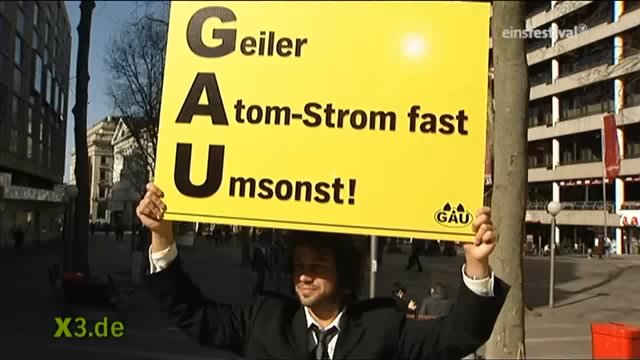 einsfestival
Geiler
Atom-Strom fast
Umsonst!
GAU
X3.de